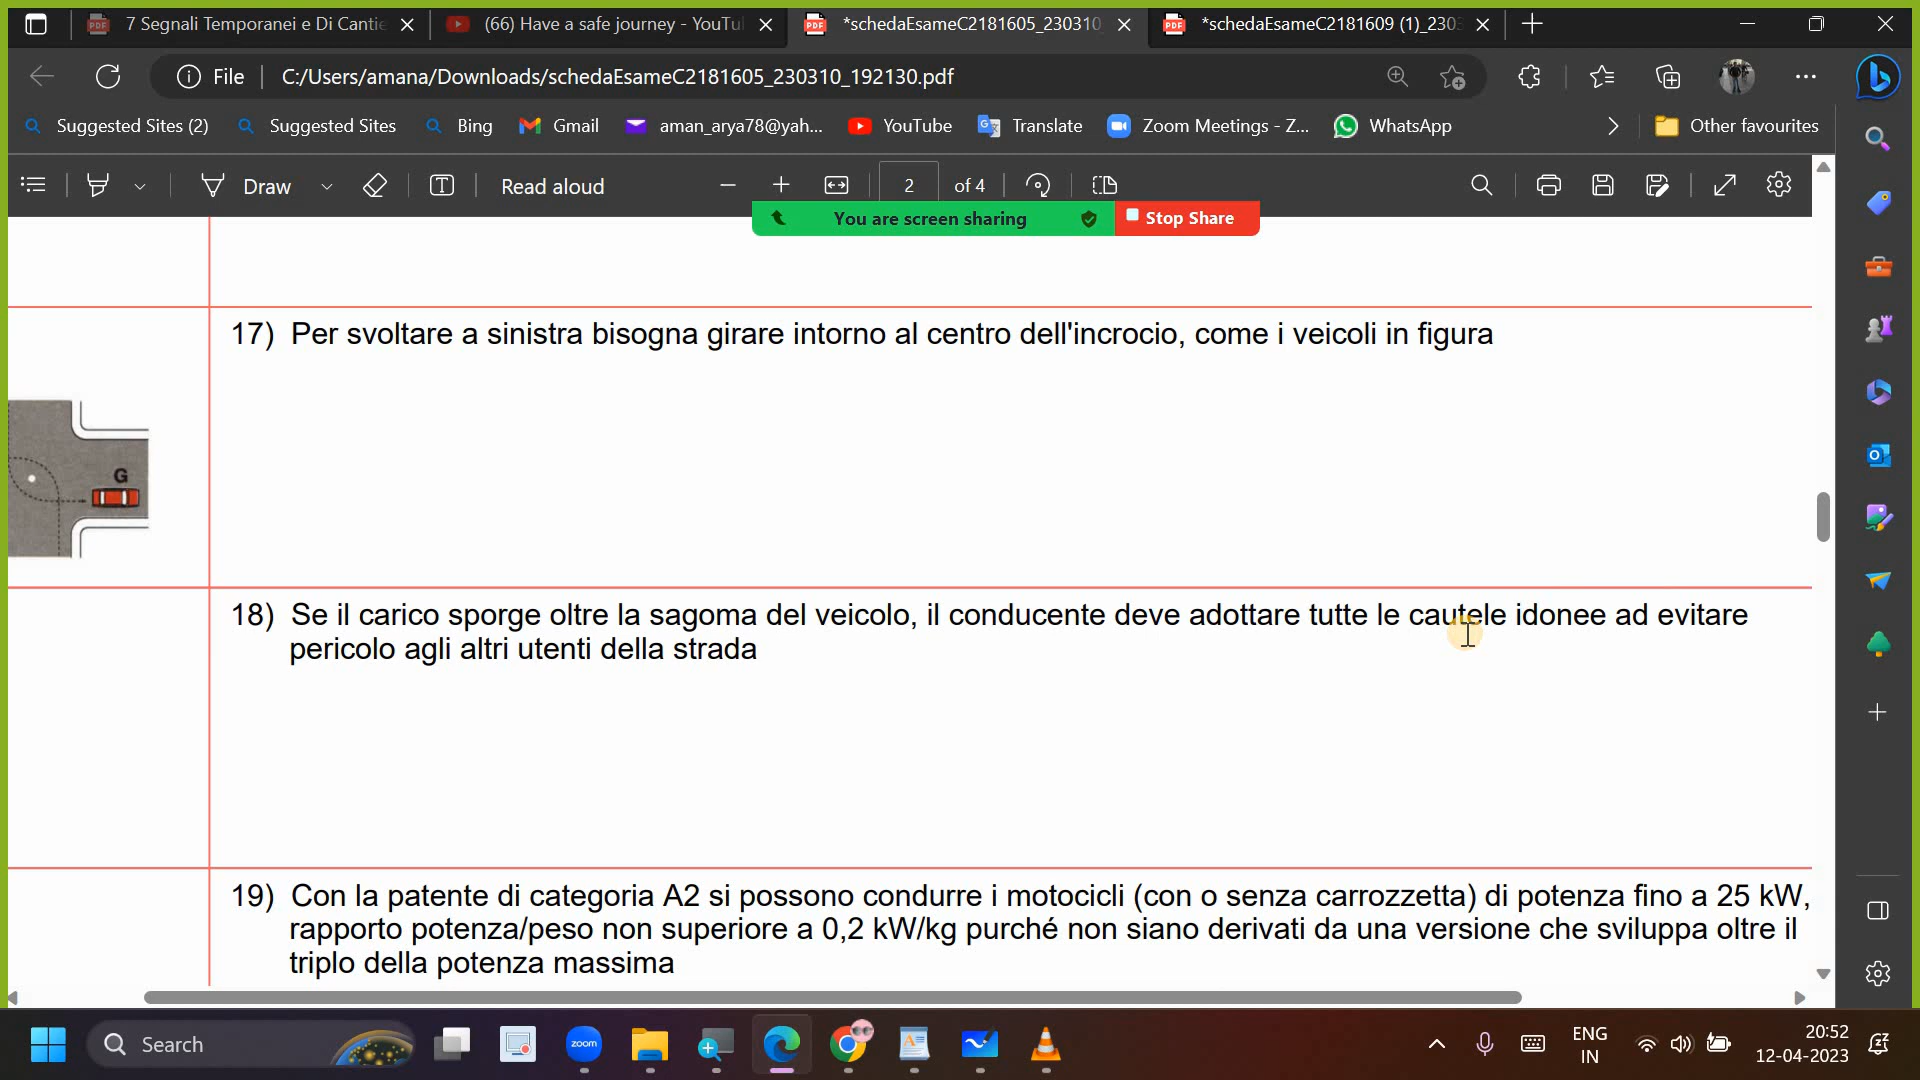 7 Segnali Temporanei e Di Cantie
(66) Have a safe journey - YouTu
*schedaEsameC2181605_230310
*schedaEsameC2181609 (1)_230
File
C:/Users/amana/Downloads/schedaEsameC2181605_230310_192130.pdf
Suggested Sites (2)
Suggested Sites
Bing
Gmail
aman_arya78@yah...
YouTube
Translate
Zoom Meetings - Z...
WhatsApp
Other favourites
Draw
Read aloud
2
of 4
You are screen sharing
Stop Share
17) Per svoltare a sinistra bisogna girare intorno al centro dell'incrocio, come i veicoli in figura
G
18) Se il carico sporge oltre la sagoma del veicolo, il conducente deve adottare tutte le cautele idonee ad evitare
pericolo agli altri utenti della strada
19) Con la patente di categoria A2 si possono condurre i motocicli (con o senza carrozzetta) di potenza fino a 25 kW,
rapporto potenza/peso non superiore a 0,2 kW/kg purché non siano derivati da una versione che sviluppa oltre il
triplo della potenza massima
Search
zoom
ENG
IN
20:52
12-04-2023